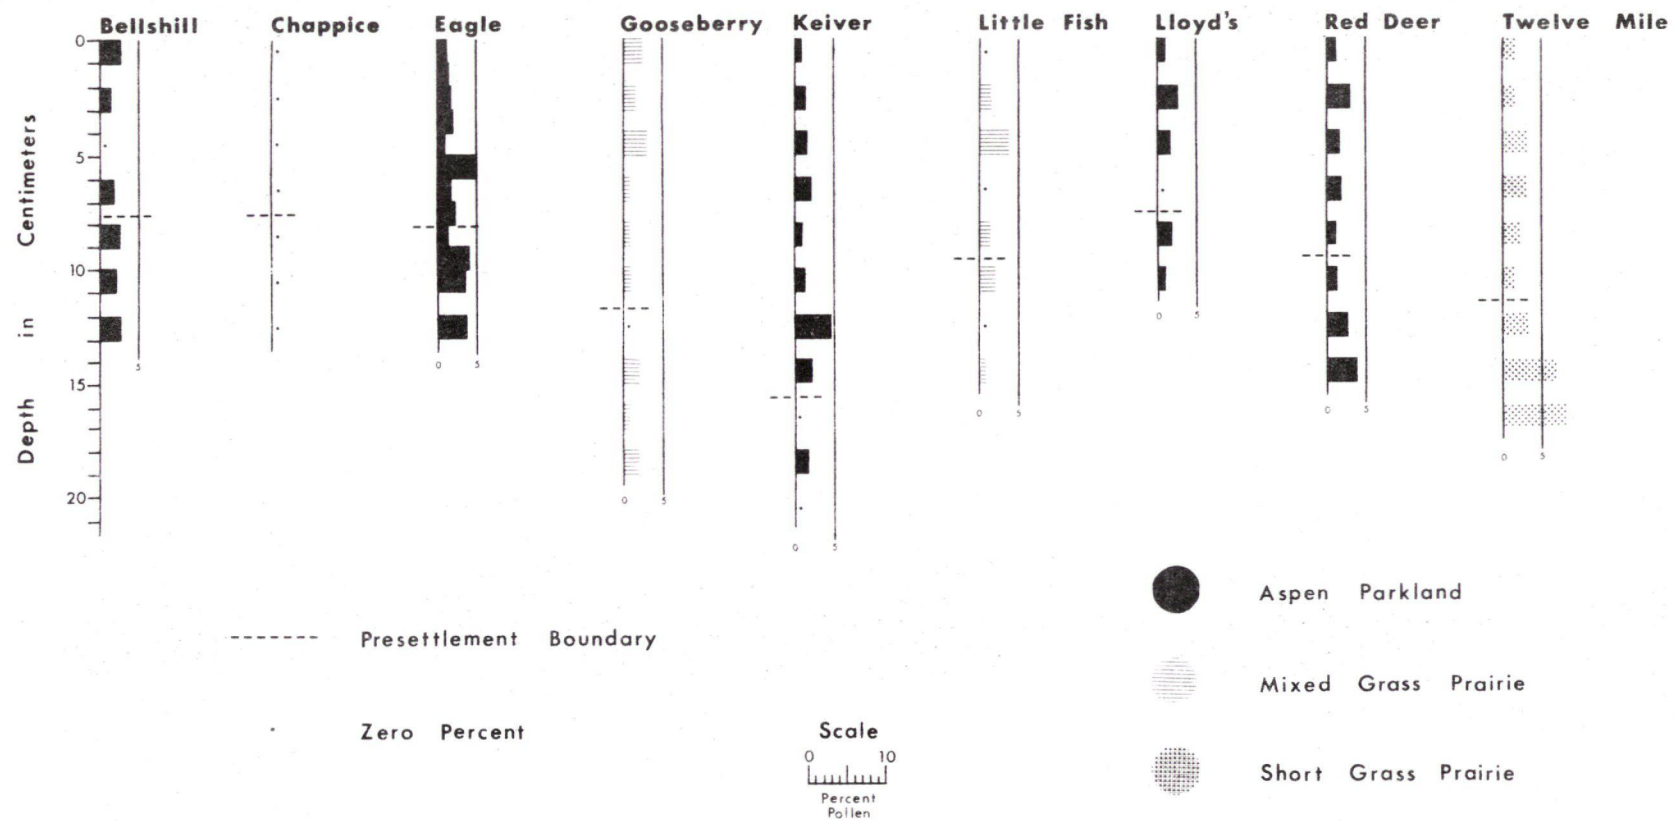 Bellshill Chappice Eagle Gooseberry Keiver Little Fish Lloyd's Red Deer Twelve Mile
Depth in Centimeters
0
5
10
15
20
5
0 5
0 5
0 5
0 5
0 5
0 5
0 5
Presettlement Boundary
Zero Percent
Scale
0 10
Percent
Pollen
Aspen Parkland
Mixed Grass Prairie
Short Grass Prairie